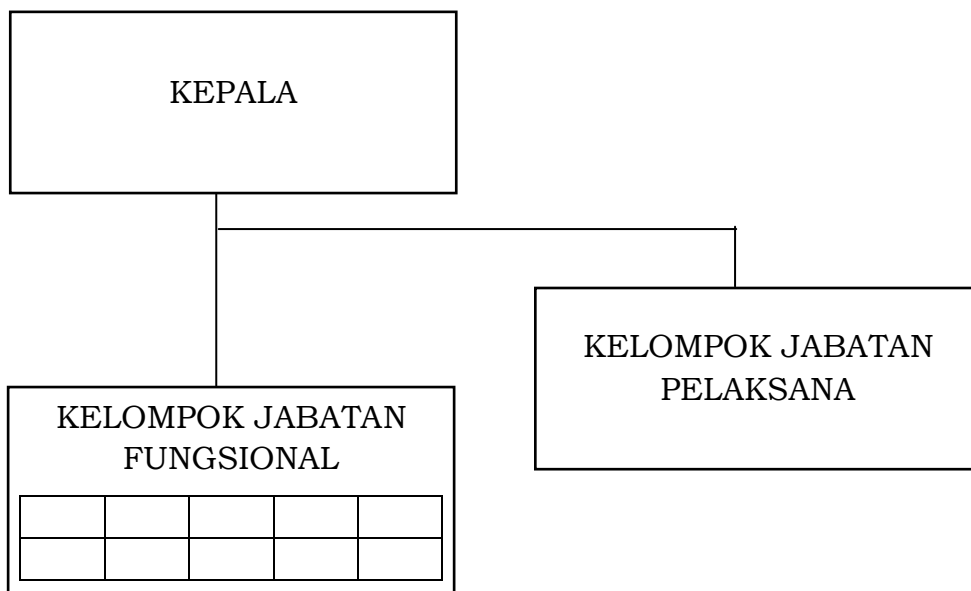 KEPALA
KELOMPOK JABATAN
PELAKSANA
KELOMPOK JABATAN
FUNGSIONAL